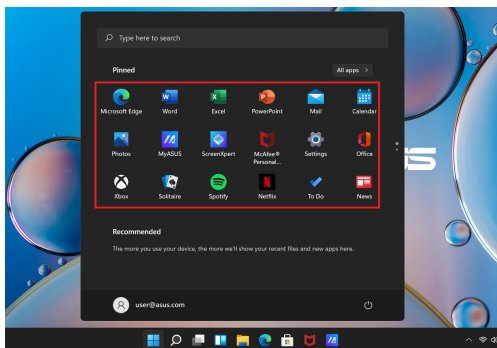 Type here to search
Pinned
All apps >
Microsoft Edge Word Excel PowerPoint Mail Calendar
Photos MyASUS ScreenXpert McAfee® Personal... Settings Office
Xbox Solitaire Spotify Netflix To Do News
Recommended
The more you use your device, the more we'll show your recent files and new apps here.
user@asus.com